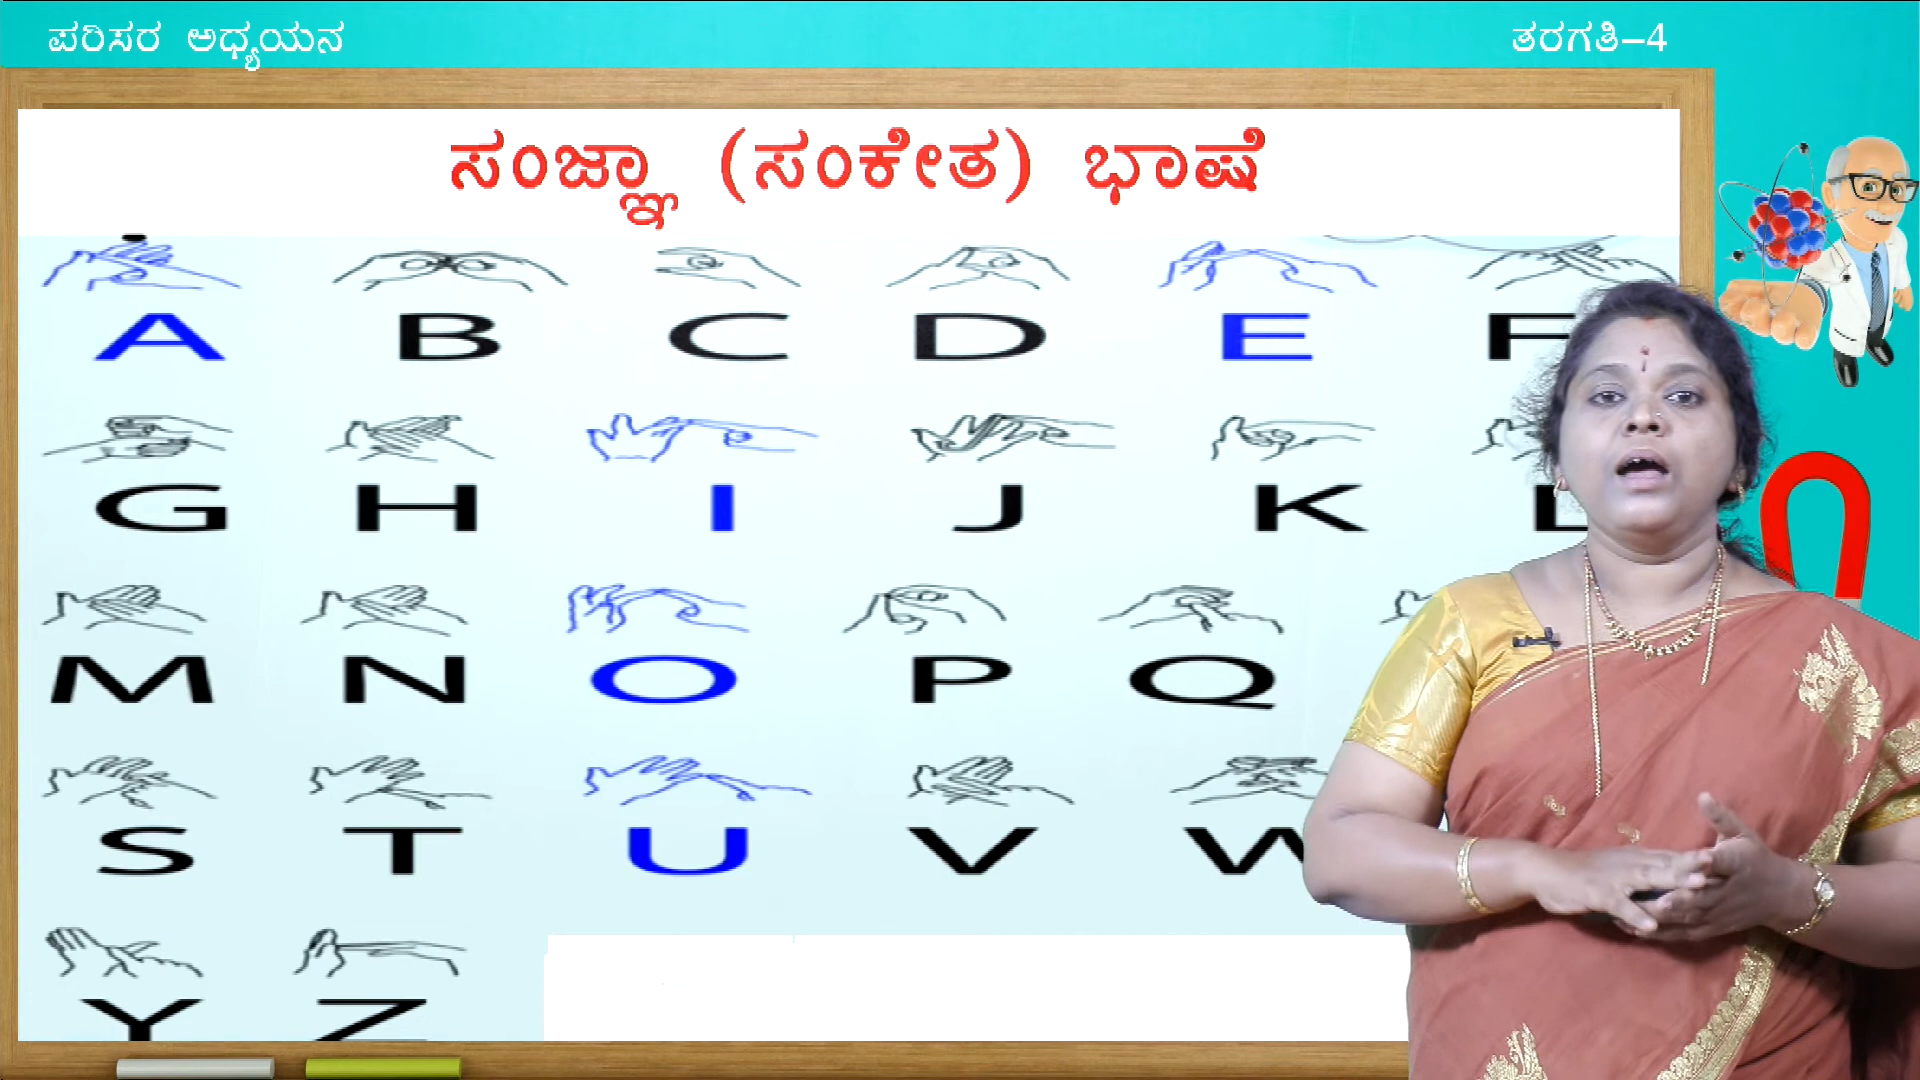 ಪರಿಸರ ಅಧ್ಯಯನ ತರಗತಿ–4
ಸಂಜ್ಞಾ (ಸಂಕೇತ) ಭಾಷೆ
A B C D E F
G H I J K L
M N O P Q
S T U V W
Y Z